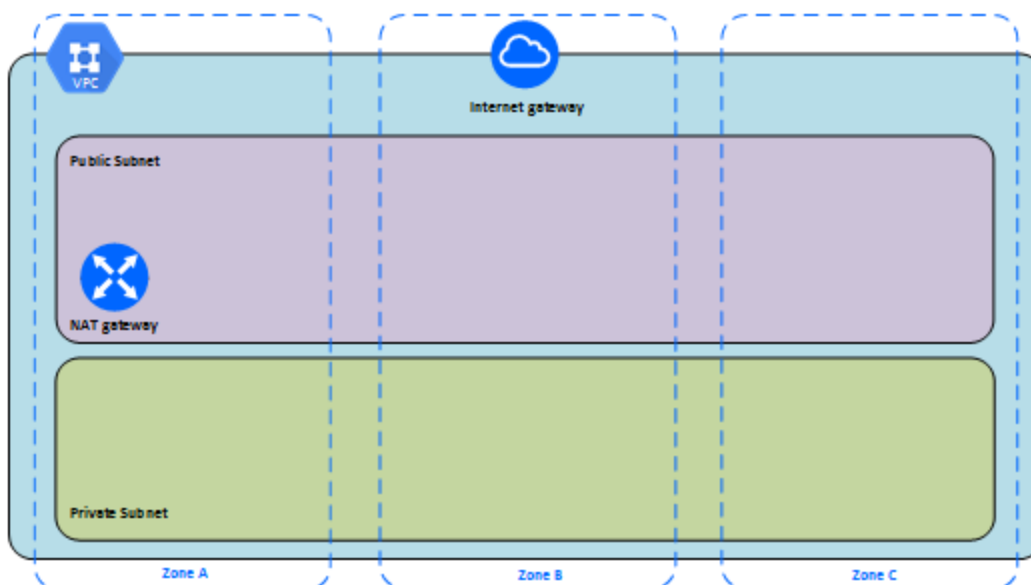 VPC
Internet gateway
Public Subnet
NAT gateway
Private Subnet
Zone A
Zone B
Zone C